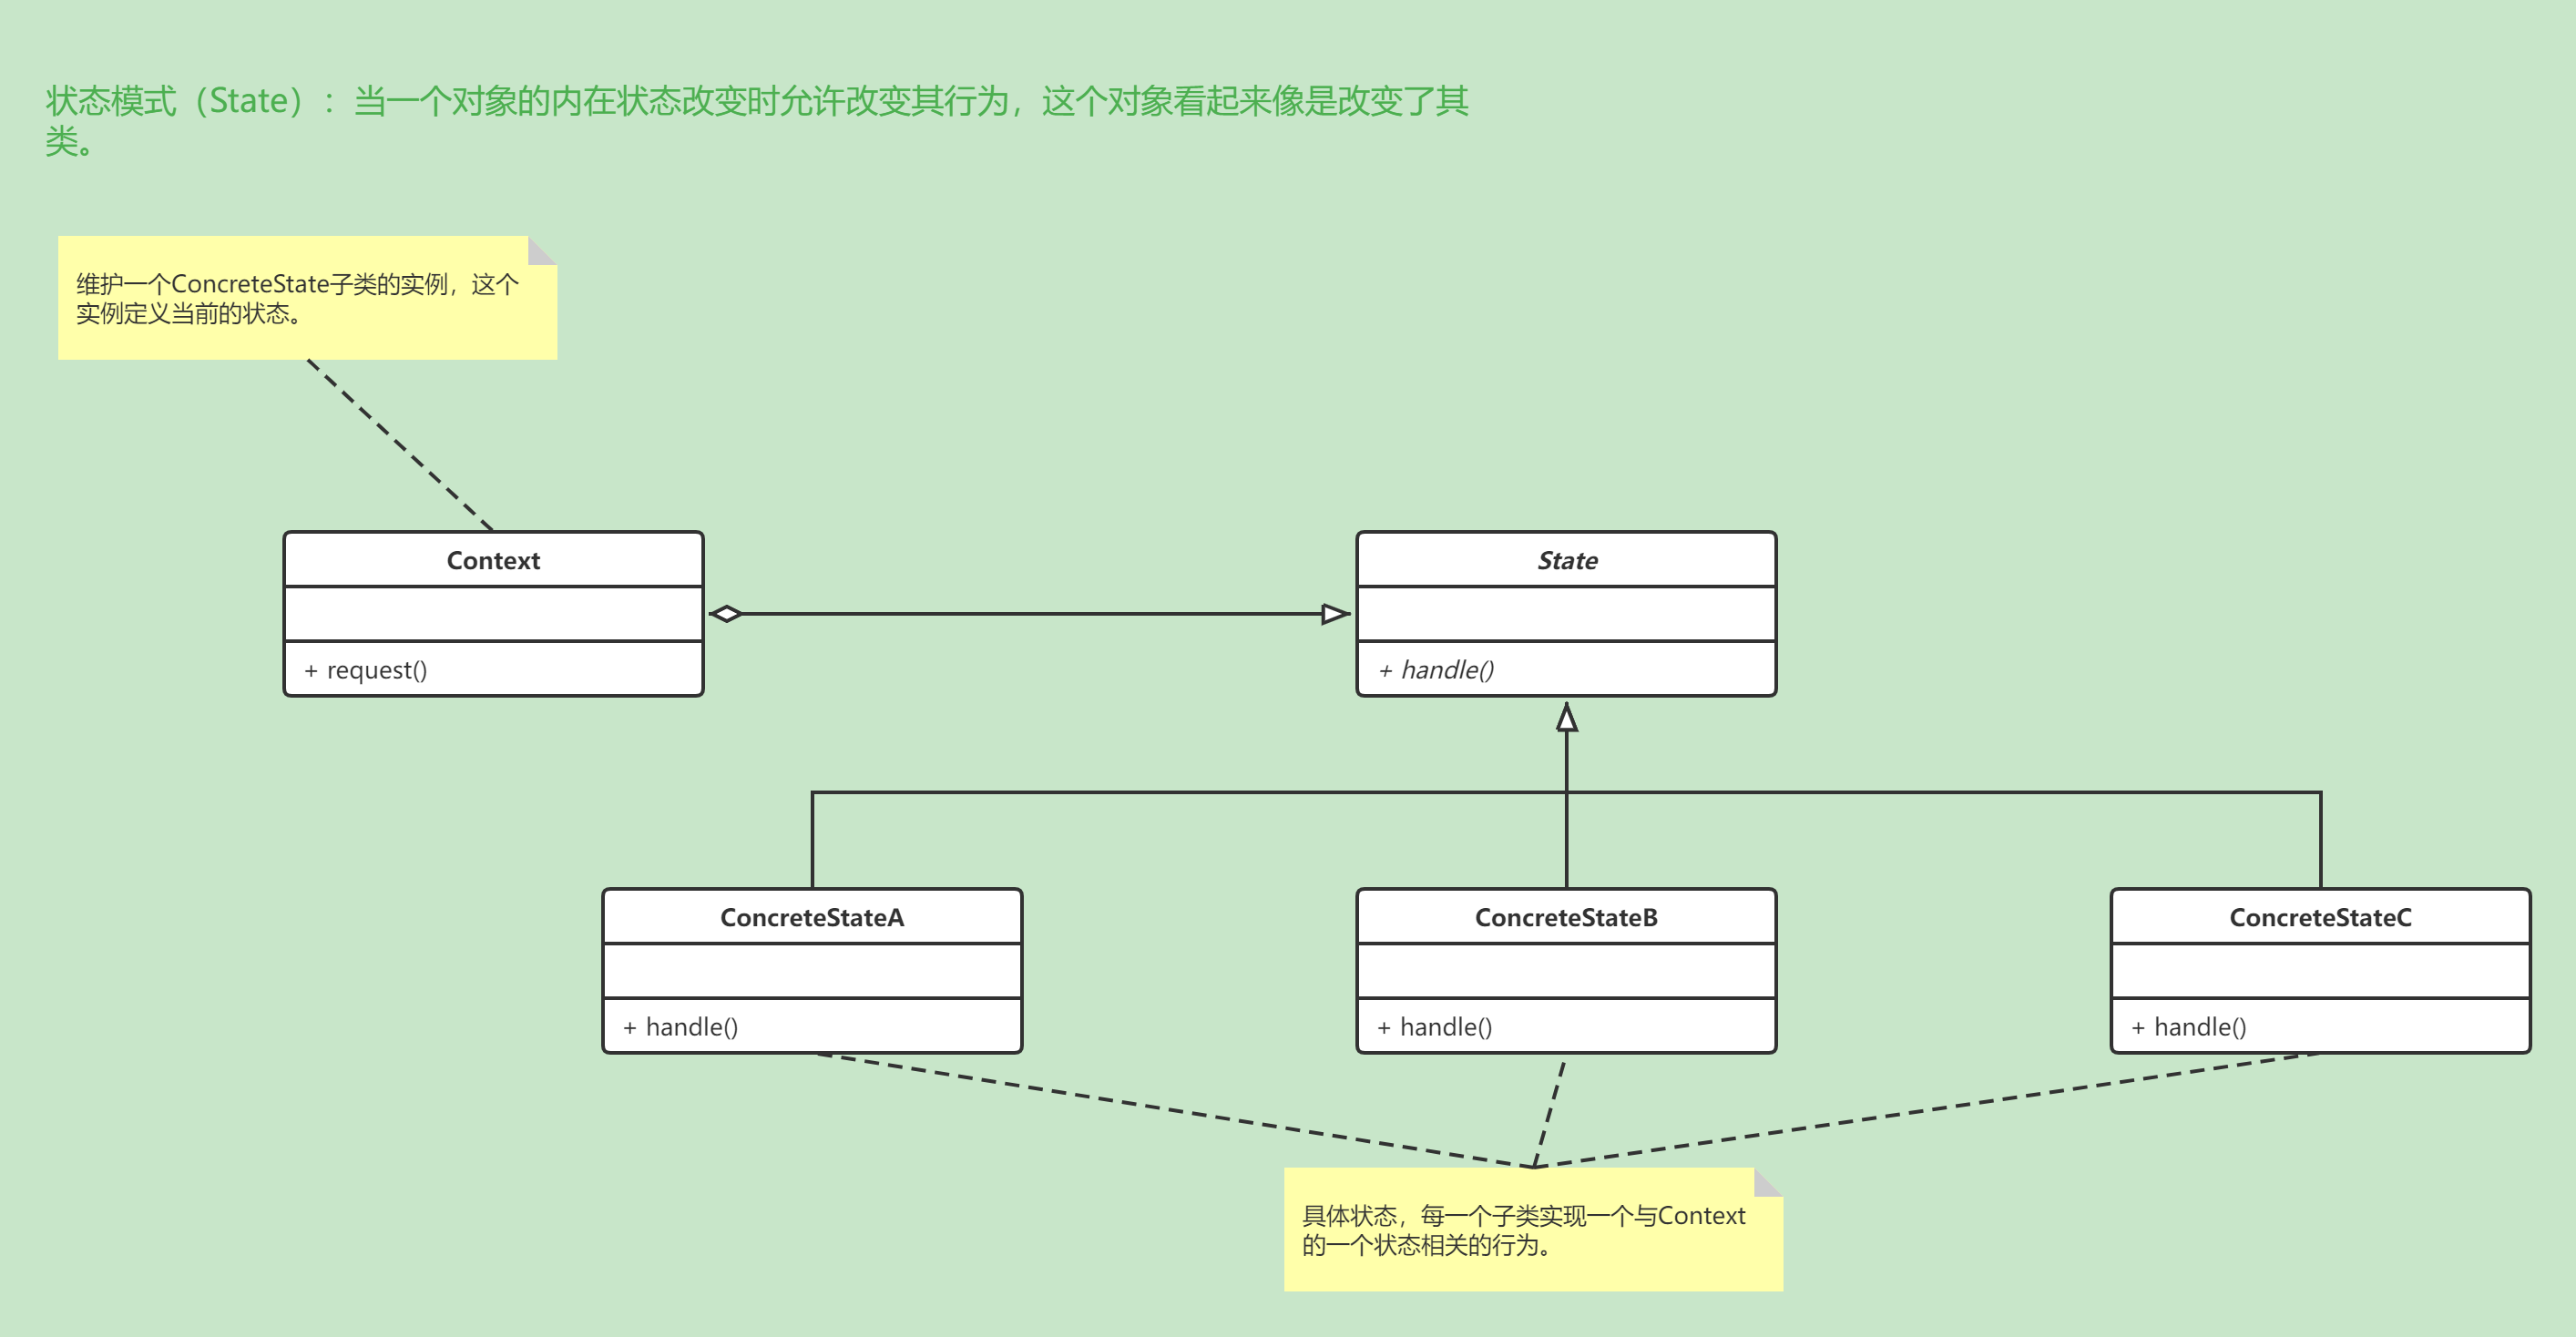 状态模式（State）：当一个对象的内在状态改变时允许改变其行为，这个对象看起来像是改变了其
类。
维护一个ConcreteState子类的实例，这个
实例定义当前的状态。
Context
+ request()
State
+ handle()
ConcreteStateA
+ handle()
ConcreteStateB
+ handle()
ConcreteStateC
+ handle()
具体状态，每一个子类实现一个与Context
的一个状态相关的行为。